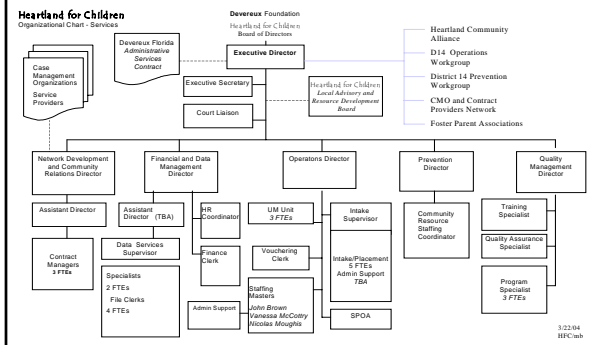 Heartland for Children
Organizational Chart - Services
Devereux Foundation
Heartland for Children
Board of Directors
Executive Director
Devereux Florida
Administrative
Services
Contract
Case
Management
Organizations
Service
Providers
Executive Secretary
Court Liaison
Heartland for Children
Local Advisory and
Resource Development
Board
Heartland Community
Alliance
D14 Operations
Workgroup
District 14 Prevention
Workgroup
CMO and Contract
Providers Network
Foster Parent Associations
Network Development
and Community
Relations Director
Assistant Director
Contract
Managers
3 FTEs
Financial and Data
Management
Director
Assistant
Director (TBA)
Data Services
Supervisor
Specialists
2 FTEs
File Clerks
4 FTEs
HR
Coordinator
Finance
Clerk
Operatons Director
UM Unit
3 FTEs
Vouchering
Clerk
Staffing
Masters
John Brown
Vanessa McCottry
Nicolas Moughis
Admin Support
Intake
Supervisor
Intake/Placement
5 FTEs
Admin Support
TBA
SPOA
Prevention
Director
Community
Resource
Staffing
Coordinator
Quality
Management
Director
Training
Specialist
Quality Assurance
Specialist
Program
Specialist
3 FTEs
3/22/04
HFC/mb